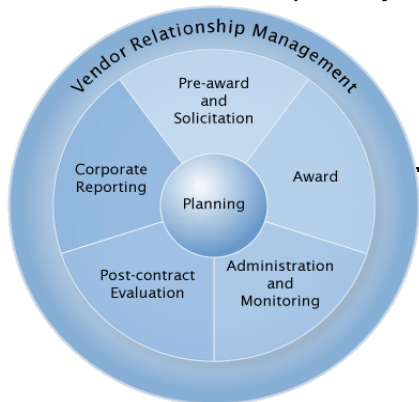 Vendor Relationship Management
Pre-award
and
Solicitation
Corporate
Reporting
Award
Planning
Post-contract
Evaluation
Administration
and
Monitoring